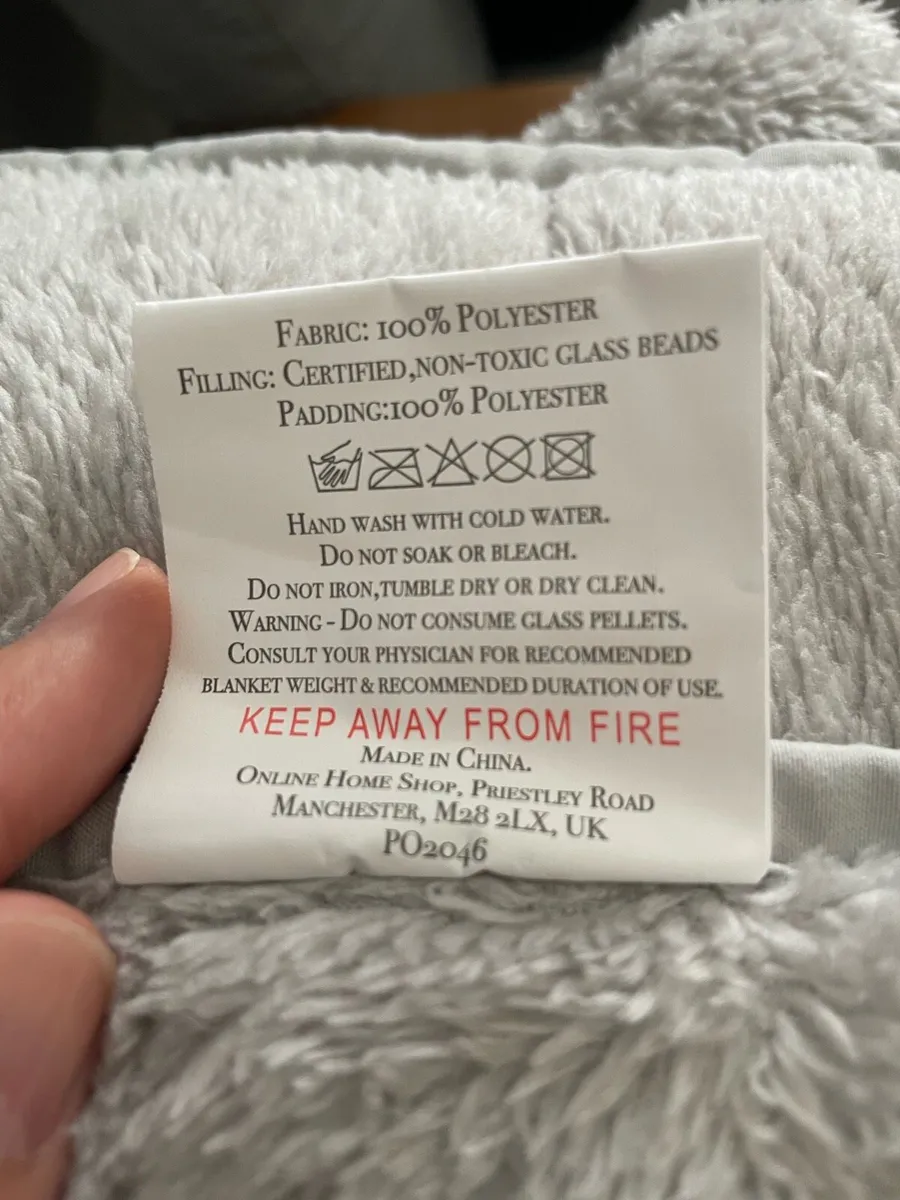 Fabric: 100% Polyester
Filling: Certified,non-toxic glass beads
Padding:100% Polyester
Hand wash with cold water.
Do not soak or bleach.
Do not iron,tumble dry or dry clean.
Warning - Do not consume glass pellets.
Consult your physician for recommended
blanket weight & recommended duration of use.
KEEP AWAY FROM FIRE
Made in China.
Online Home Shop, Priestley Road
Manchester, M28 2LX, UK
PO2046